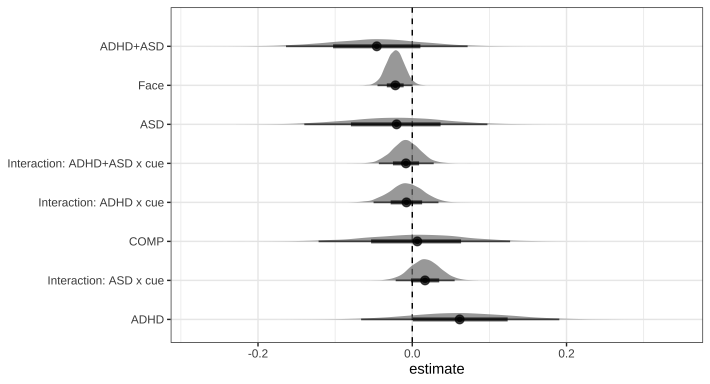 ADHD+ASD
Face
ASD
Interaction: ADHD+ASD x cue
Interaction: ADHD x cue
COMP
Interaction: ASD x cue
ADHD
-0.2 0.0 0.2
estimate